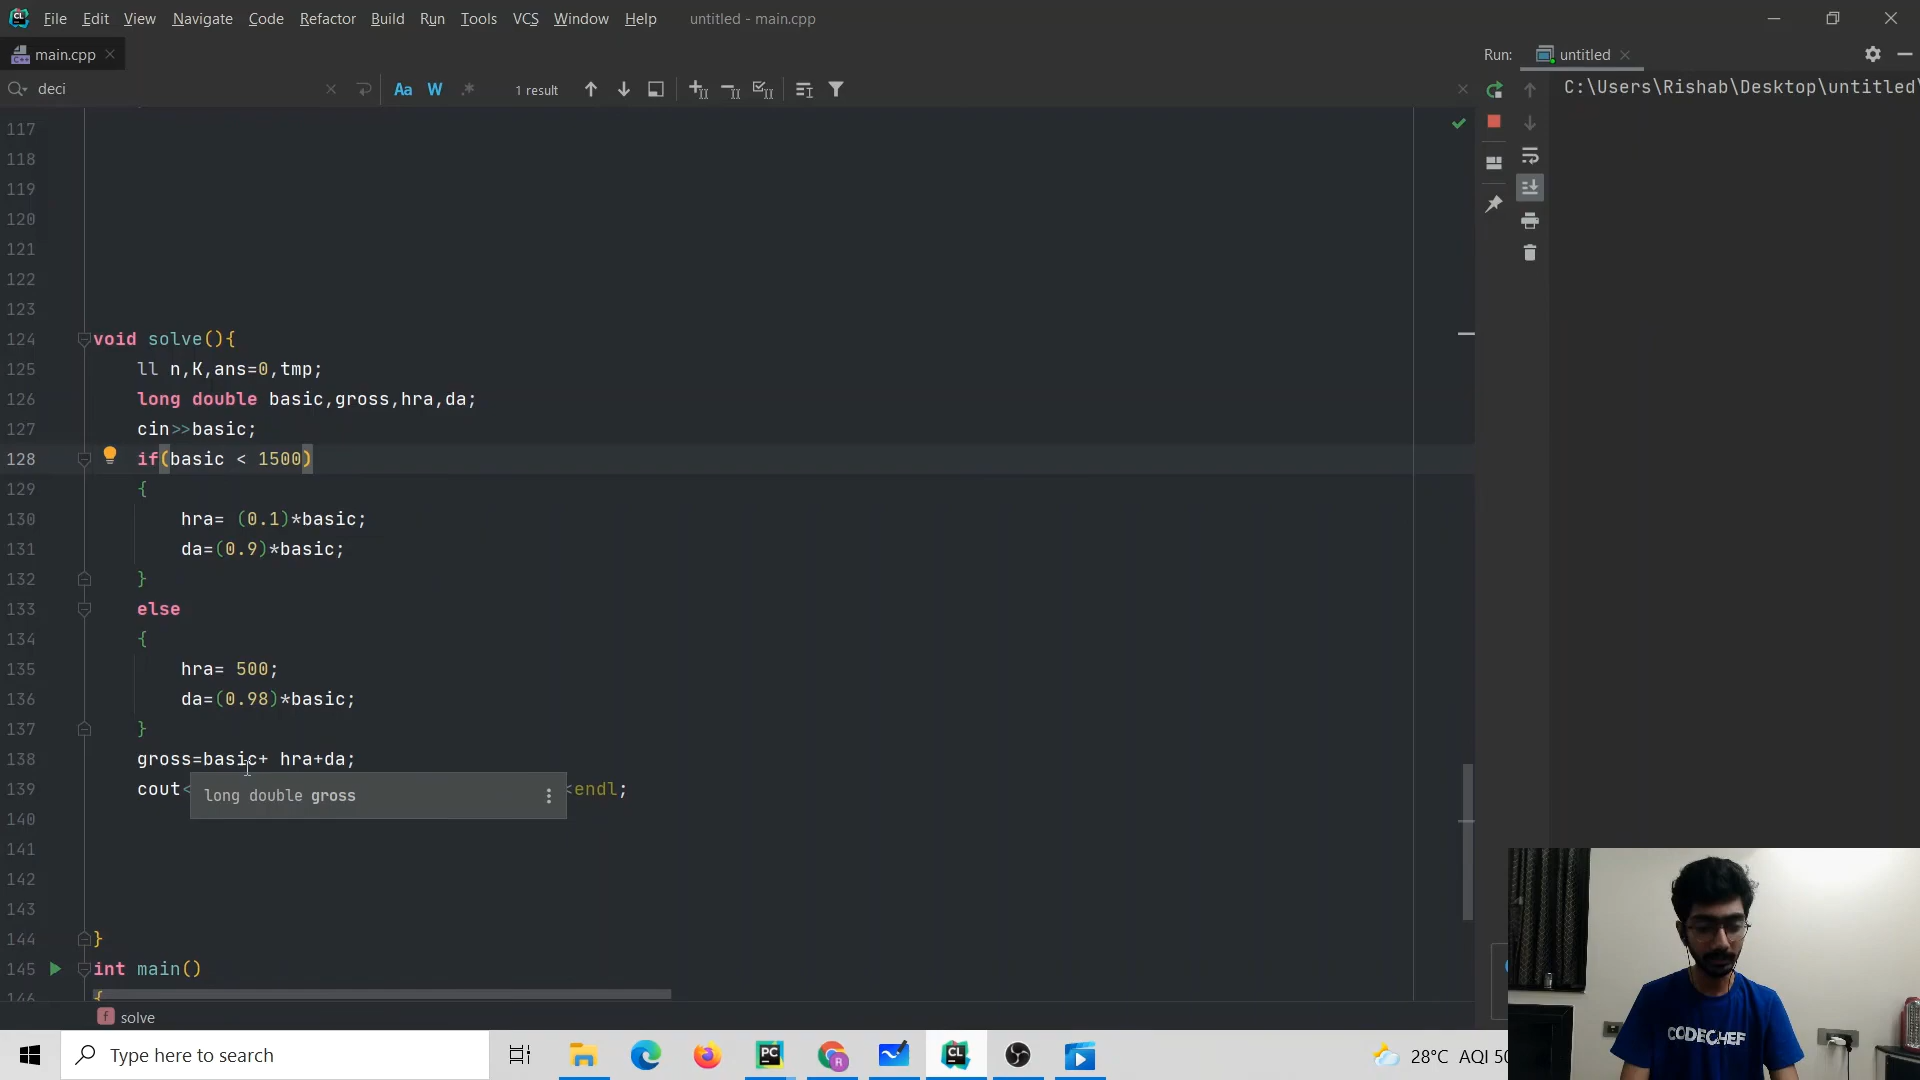 File Edit View Navigate Code Refactor Build Run Tools VCS Window Help untitled - main.cpp
main.cpp
Run: untitled
deci
Aa W 1 result
C:\Users\Rishab\Desktop\untitled\
117
118
119
120
121
122
123
124 void solve(){
125 ll n,K,ans=0,tmp;
126 long double basic,gross,hra,da;
127 cin>>basic;
128 if(basic < 1500)
129 {
130 hra= (0.1)*basic;
131 da=(0.9)*basic;
132 }
133 else
134 {
135 hra= 500;
136 da=(0.98)*basic;
137 }
138 gross=basic+ hra+da;
139 cout< <endl;
long double gross
140
141
142
143
144 }
145 int main()
146 {
f solve
CODECHEF
Type here to search
PC
R
CL
28°C AQI 50